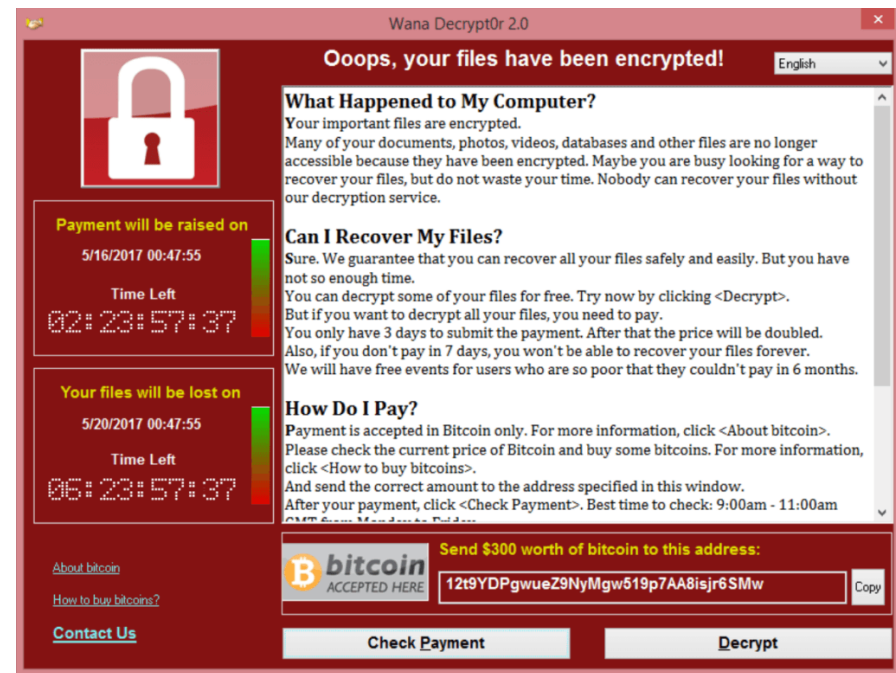 Wana Decrypt0r 2.0
Ooops, your files have been encrypted!
English
What Happened to My Computer?
Your important files are encrypted.
Many of your documents, photos, videos, databases and other files are no longer
accessible because they have been encrypted. Maybe you are busy looking for a way to
recover your files, but do not waste your time. Nobody can recover your files without
our decryption service.
Can I Recover My Files?
Sure. We guarantee that you can recover all your files safely and easily. But you have
not so enough time.
You can decrypt some of your files for free. Try now by clicking <Decrypt>.
But if you want to decrypt all your files, you need to pay.
You only have 3 days to submit the payment. After that the price will be doubled.
Also, if you don't pay in 7 days, you won't be able to recover your files forever.
We will have free events for users who are so poor that they couldn't pay in 6 months.
How Do I Pay?
Payment is accepted in Bitcoin only. For more information, click <About bitcoin>.
Please check the current price of Bitcoin and buy some bitcoins. For more information,
click <How to buy bitcoins>.
And send the correct amount to the address specified in this window.
After your payment, click <Check Payment>. Best time to check: 9:00am - 11:00am
GMT from Monday to Friday
Payment will be raised on
5/16/2017 00:47:55
Time Left
02:23:57:37
Your files will be lost on
5/20/2017 00:47:55
Time Left
06:23:57:37
About bitcoin
How to buy bitcoins?
Contact Us
bitcoin
ACCEPTED HERE
Send $300 worth of bitcoin to this address:
12t9YDPgwueZ9NyMgw519p7AA8isjr6SMw
Copy
Check Payment
Decrypt